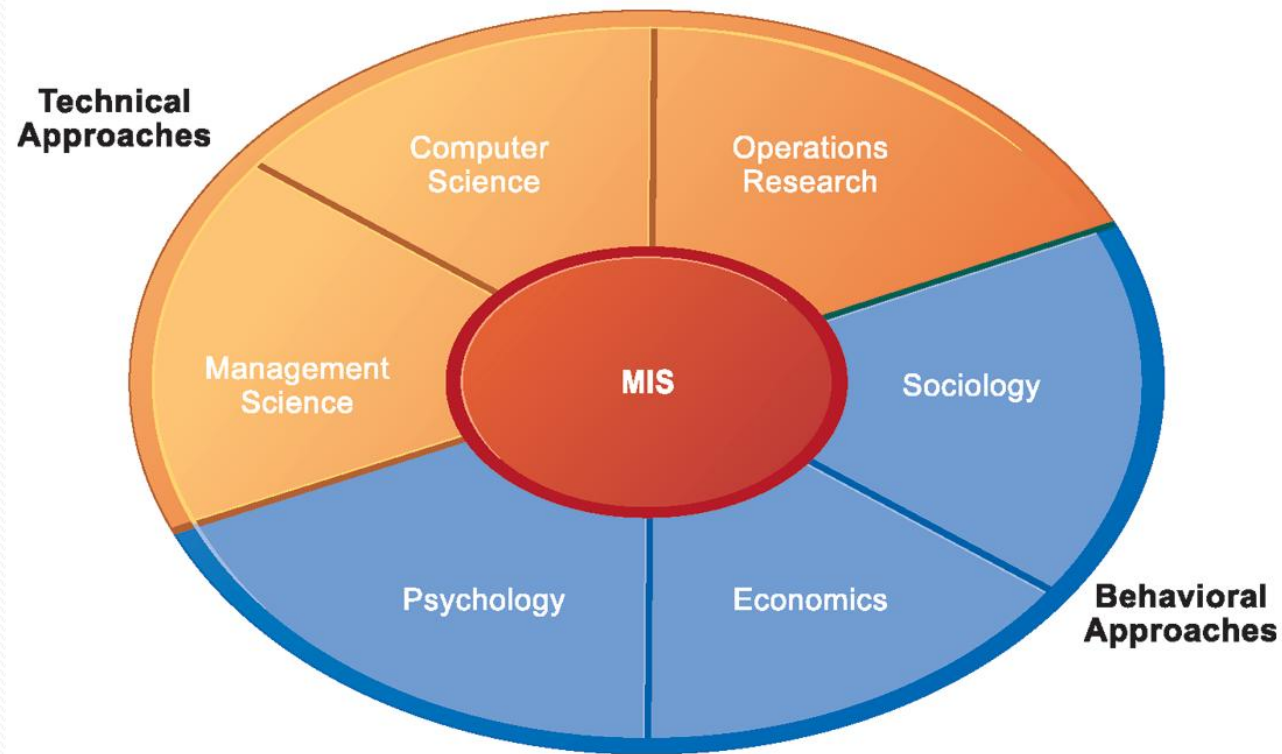 Technical
Approaches
Computer
Science
Operations
Research
Management
Science
MIS
Sociology
Psychology
Economics
Behavioral
Approaches